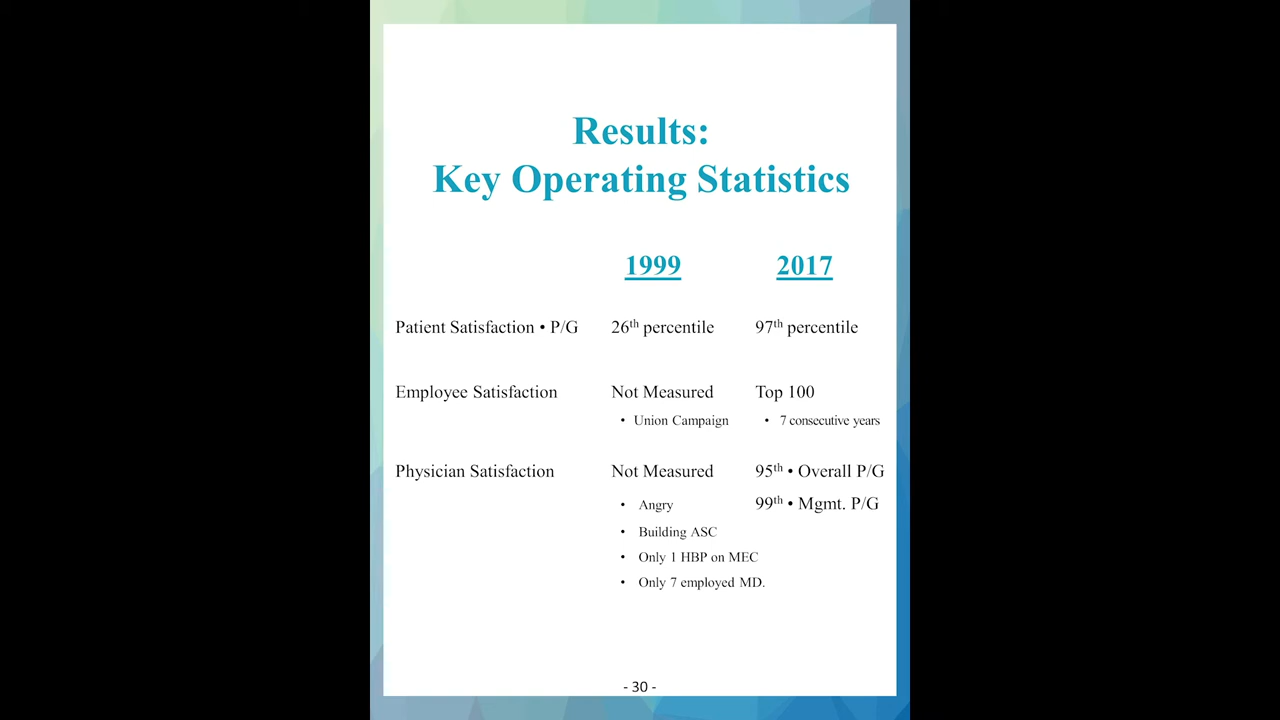 Results:
Key Operating Statistics
1999 2017
Patient Satisfaction • P/G 26th percentile 97th percentile
Employee Satisfaction Not Measured Top 100
• Union Campaign • 7 consecutive years
Physician Satisfaction Not Measured 95th • Overall P/G
• Angry 99th • Mgmt. P/G
• Building ASC
• Only 1 HBP on MEC
• Only 7 employed MD.
- 30 -